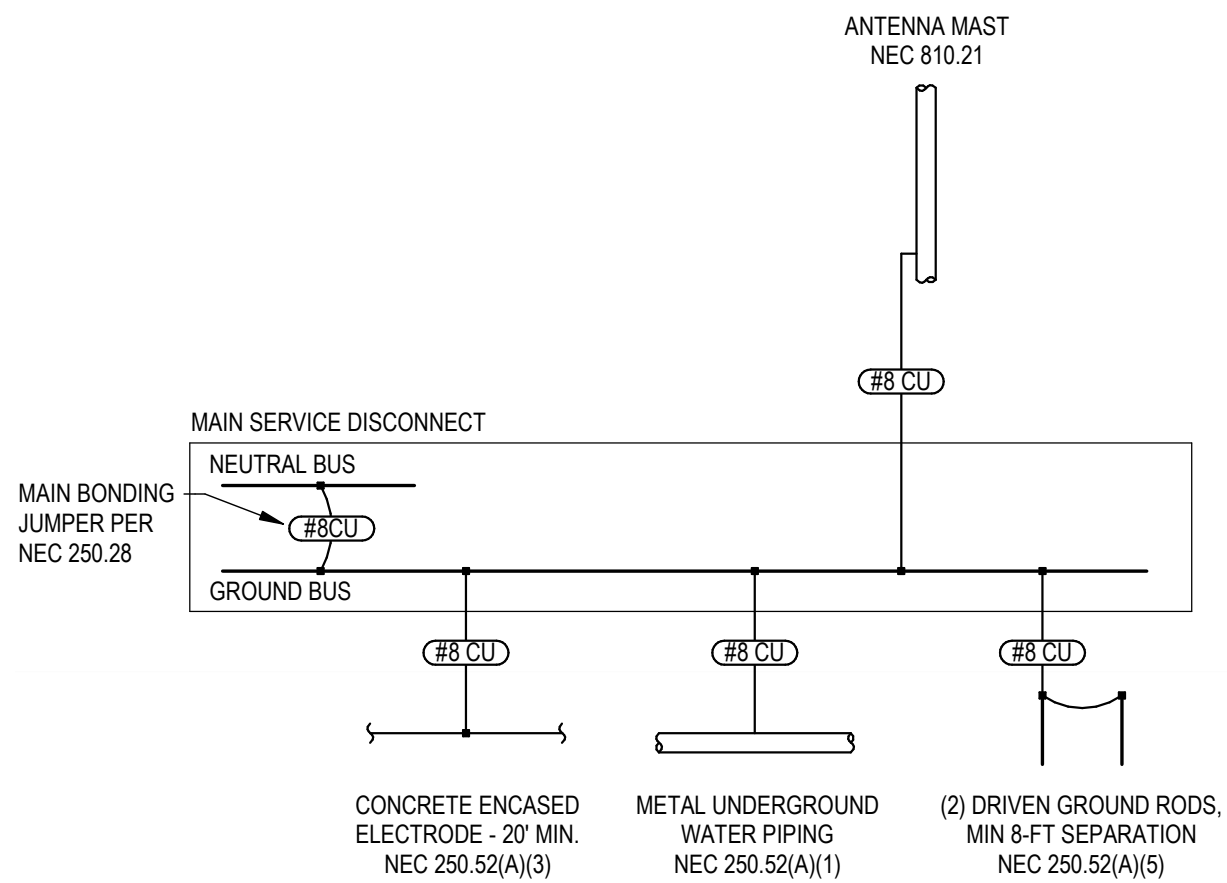 ANTENNA MAST
NEC 810.21
#8 CU
MAIN SERVICE DISCONNECT
NEUTRAL BUS
MAIN BONDING
JUMPER PER
NEC 250.28
#8CU
GROUND BUS
#8 CU
#8 CU
#8 CU
CONCRETE ENCASED
ELECTRODE - 20' MIN.
NEC 250.52(A)(3)
METAL UNDERGROUND
WATER PIPING
NEC 250.52(A)(1)
(2) DRIVEN GROUND RODS,
MIN 8-FT SEPARATION
NEC 250.52(A)(5)